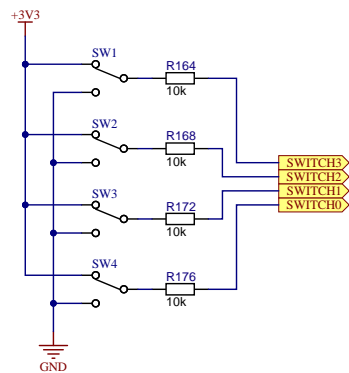 +3V3
SW1
R164
10k
SW2
R168
10k
SWITCH3
SWITCH2
SWITCH1
SWITCH0
SW3
R172
10k
SW4
R176
10k
GND